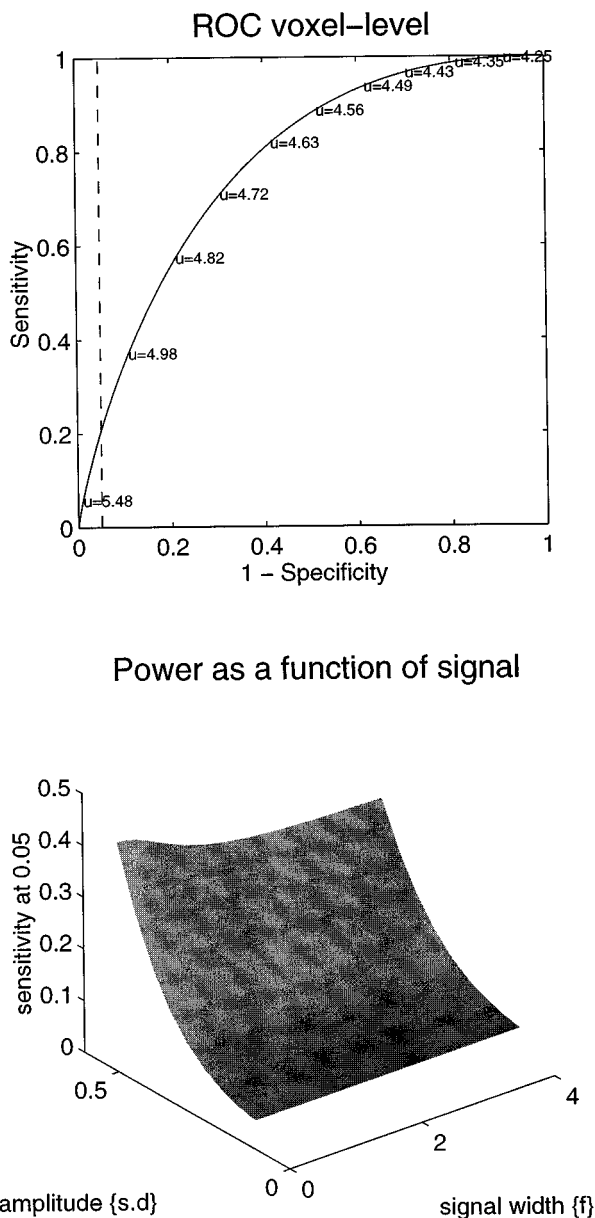 ROC voxel–level
1
u=4.35
u=4.25
u=4.43
u=4.49
u=4.56
0.8
u=4.63
u=4.72
0.6
u=4.82
Sensitivity
0.4
u=4.98
0.2
u=5.48
0
0 0.2 0.4 0.6 0.8 1
1 – Specificity
Power as a function of signal
0.5
0.4
0.3
0.2
0.1
0
sensitivity at 0.05
0.5
4
2
0 0
amplitude {s.d}
signal width {f}